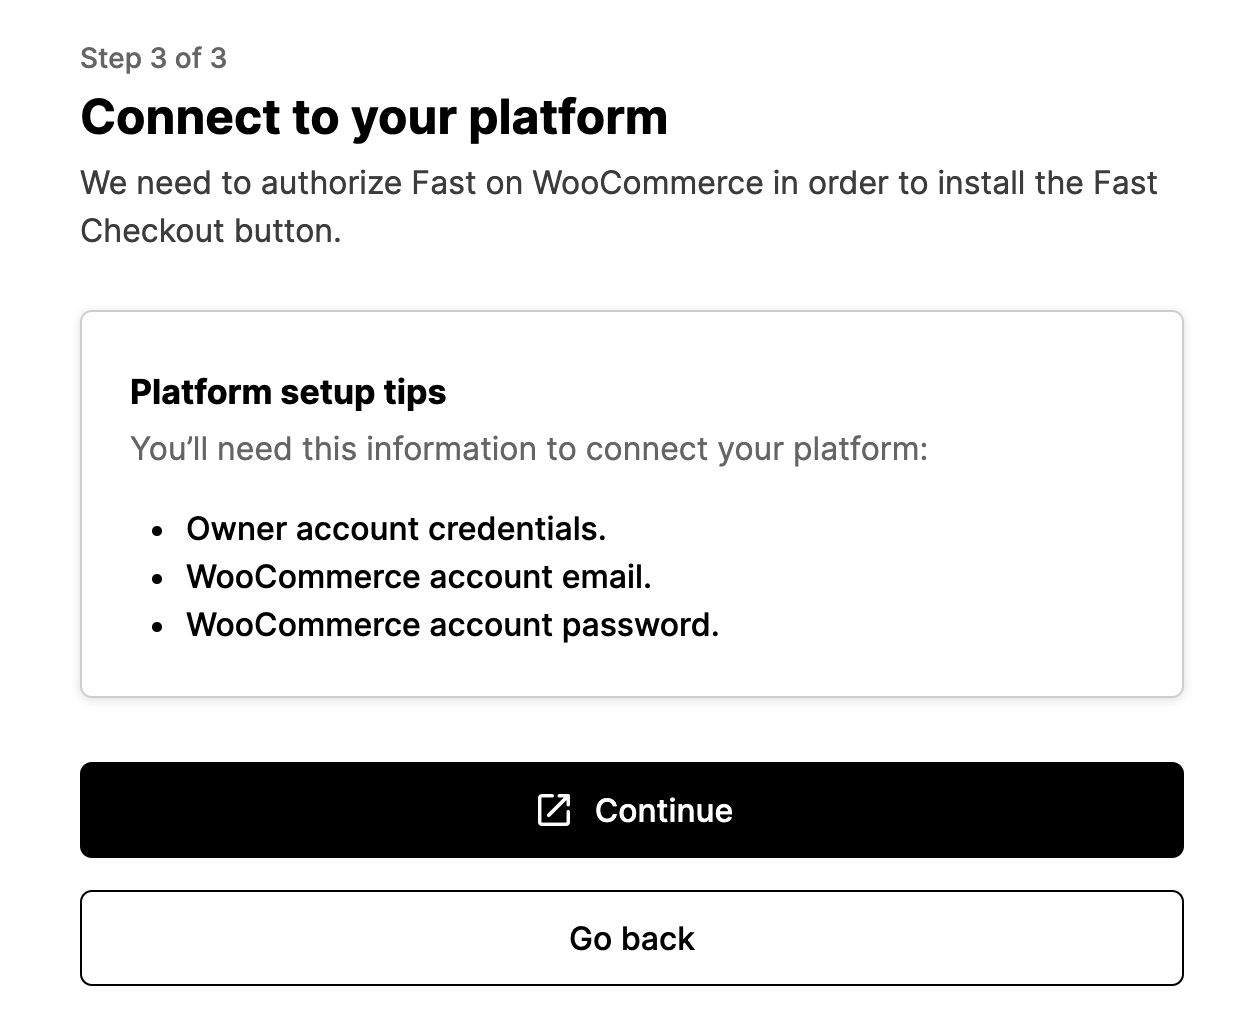 Step 3 of 3
Connect to your platform
We need to authorize Fast on WooCommerce in order to install the Fast
Checkout button.
Platform setup tips
You’ll need this information to connect your platform:
• Owner account credentials.
• WooCommerce account email.
• WooCommerce account password.
Continue
Go back